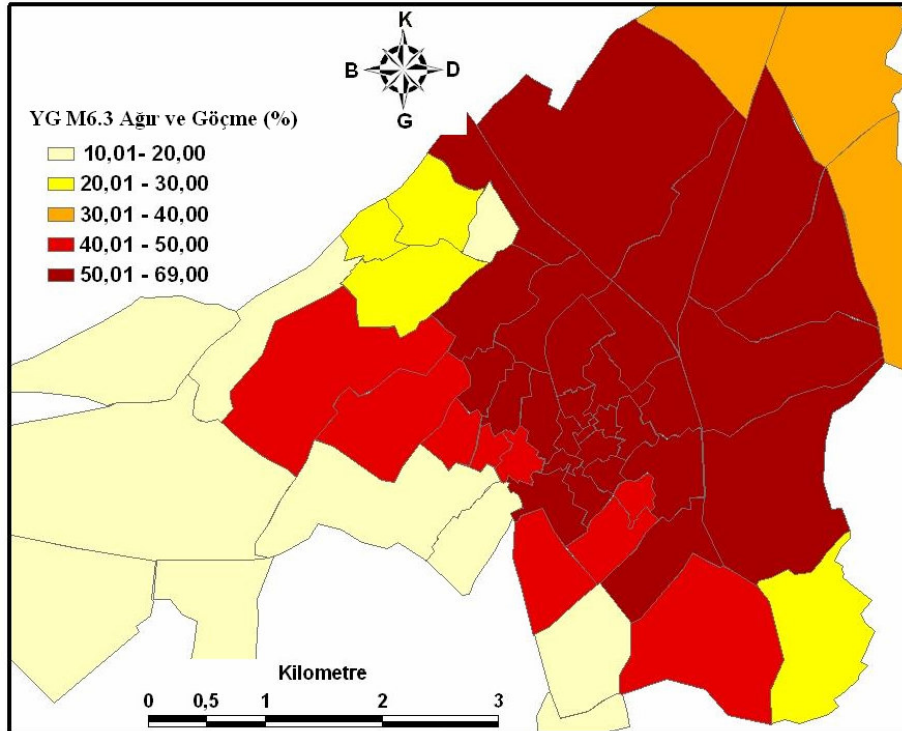 K
B D
G
YG M6.3 Ağır ve Göçme (%)
10,01- 20,00
20,01 - 30,00
30,01 - 40,00
40,01 - 50,00
50,01 - 69,00
Kilometre
0 0,5 1 2 3